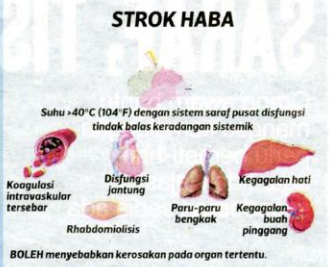 STROK HABA
Suhu >40°C (104°F) dengan sistem saraf pusat disfungsi
tindak balas keradangan sistemik
Koagulasi
intravaskular
tersebar
Disfungsi
jantung
Rhabdomiolisis
Paru-paru
bengkak
Kegagalan hati
Kegagalan
buah
pinggang
BOLEH menyebabkan kerosakan pada organ tertentu.